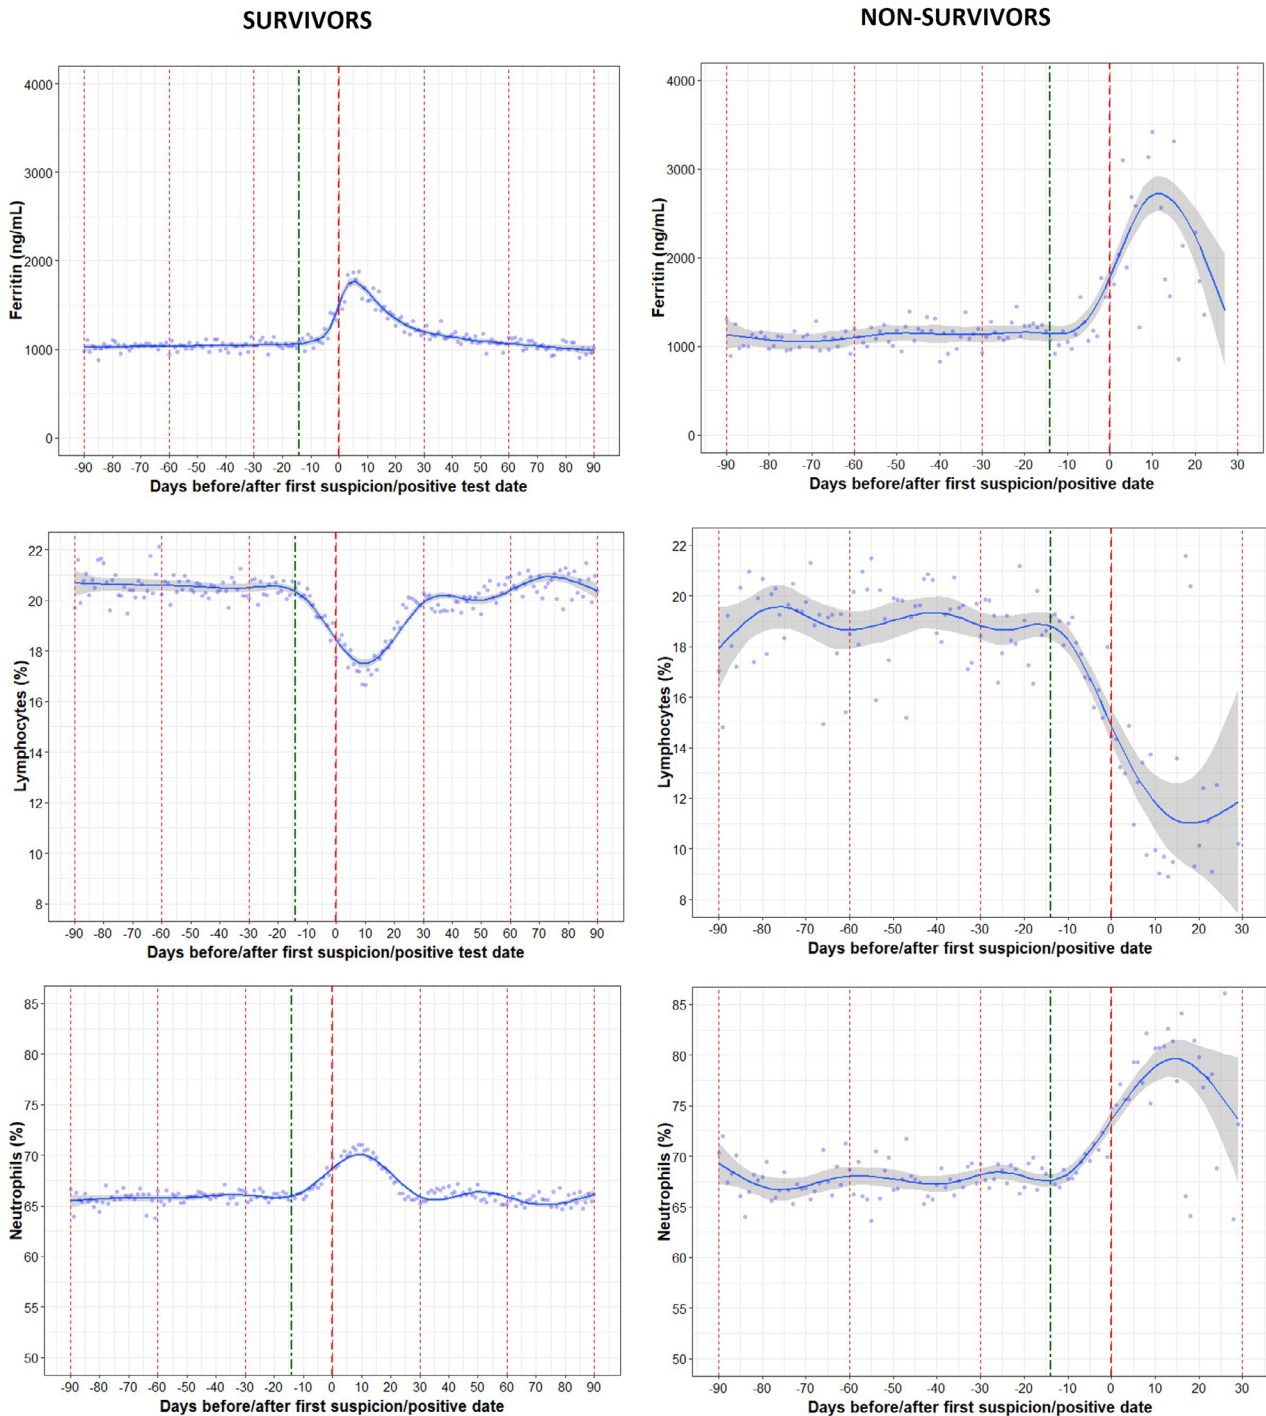 SURVIVORS
NON-SURVIVORS
4000
3000
2000
1000
0
Ferritin (ng/mL)
-90 -80 -70 -60 -50 -40 -30 -20 -10 0 10 20 30 40 50 60 70 80 90
Days before/after first suspicion/positive test date
4000
3000
2000
1000
0
Ferritin (ng/mL)
-90 -80 -70 -60 -50 -40 -30 -20 -10 0 10 20 30
Days before/after first suspicion/positive date
22
20
18
16
14
12
10
8
Lymphocytes (%)
-90 -80 -70 -60 -50 -40 -30 -20 -10 0 10 20 30 40 50 60 70 80 90
Days before/after first suspicion/positive test date
22
20
18
16
14
12
10
8
Lymphocytes (%)
-90 -80 -70 -60 -50 -40 -30 -20 -10 0 10 20 30
Days before/after first suspicion/positive date
85
80
75
70
65
60
55
50
Neutrophils (%)
-90 -80 -70 -60 -50 -40 -30 -20 -10 0 10 20 30 40 50 60 70 80 90
Days before/after first suspicion/positive date
85
80
75
70
65
60
55
50
Neutrophils (%)
-90 -80 -70 -60 -50 -40 -30 -20 -10 0 10 20 30
Days before/after first suspicion/positive date